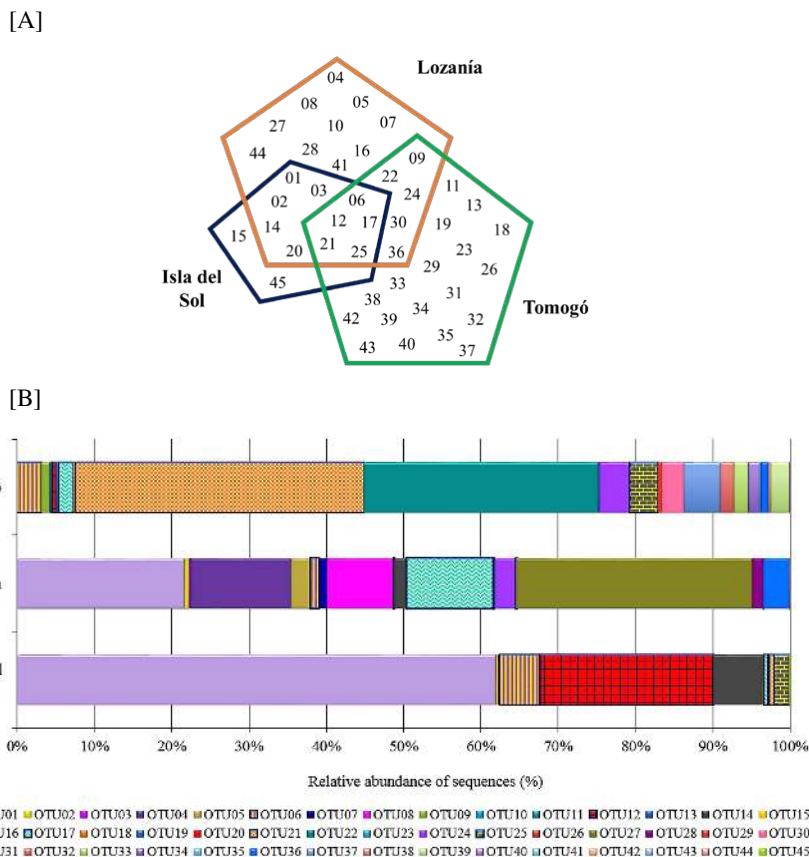 [A]
Lozanía
04
08 05
27 10 07
44 28 16
41 09
01 22 11
02 03 06 24 13
15 14 12 17 30 19 18
20 21 25 36 23
Isla del
Sol
45 29 26
33 31
38 34 Tomogó
42 39 32
43 40 35 37
[B]
0% 10% 20% 30% 40% 50% 60% 70% 80% 90% 100%
Relative abundance of sequences (%)
U01 OTU02 OTU03 OTU04 OTU05 OTU06 OTU07 OTU08 OTU09 OTU10 OTU11 OTU12 OTU13 OTU14 OTU15
U16 OTU17 OTU18 OTU19 OTU20 OTU21 OTU22 OTU23 OTU24 OTU25 OTU26 OTU27 OTU28 OTU29 OTU30
U31 OTU32 OTU33 OTU34 OTU35 OTU36 OTU37 OTU38 OTU39 OTU40 OTU41 OTU42 OTU43 OTU44 OTU45